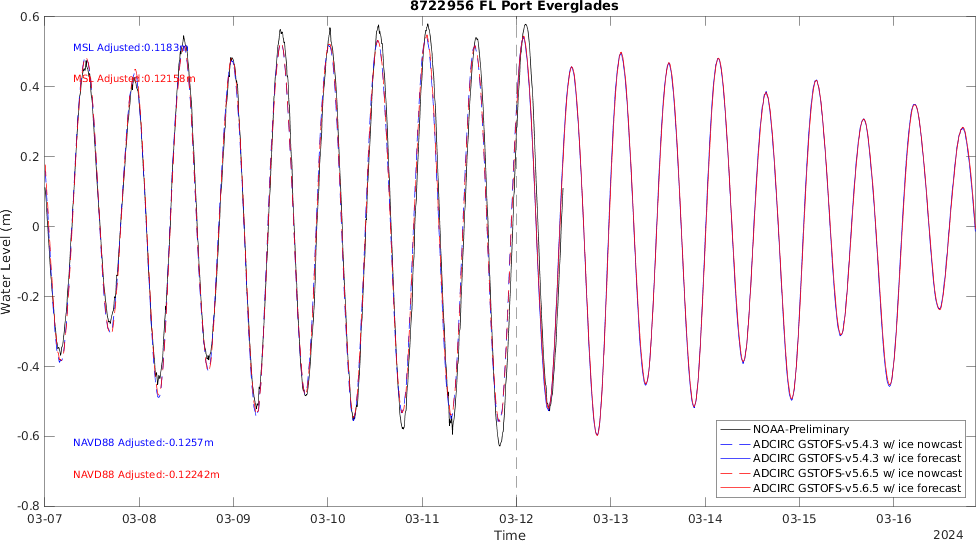 8722956 FL Port Everglades
0.6
0.4
0.2
0
-0.2
-0.4
-0.6
-0.8
Water Level (m)
MSL Adjusted:0.1183m
MSL Adjusted:0.12158m
NAVD88 Adjusted:-0.1257m
NAVD88 Adjusted:-0.12242m
NOAA-Preliminary
ADCIRC GSTOFS-v5.4.3 w/ ice nowcast
ADCIRC GSTOFS-v5.4.3 w/ ice forecast
ADCIRC GSTOFS-v5.6.5 w/ ice nowcast
ADCIRC GSTOFS-v5.6.5 w/ ice forecast
03-07 03-08 03-09 03-10 03-11 03-12 03-13 03-14 03-15 03-16
Time
2024